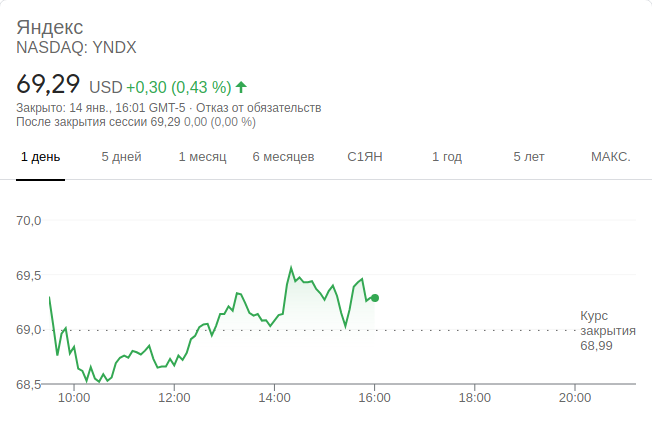 Яндекс
NASDAQ: YNDX
69,29 USD +0,30 (0,43 %)
Закрыто: 14 янв., 16:01 GMT-5 · Отказ от обязательств
После закрытия сессии 69,29 0,00 (0,00 %)
1 день 5 дней 1 месяц 6 месяцев С1ЯН 1 год 5 лет МАКС.
70,0
69,5
69,0
68,5
Курс
закрытия
68,99
10:00 12:00 14:00 16:00 18:00 20:00